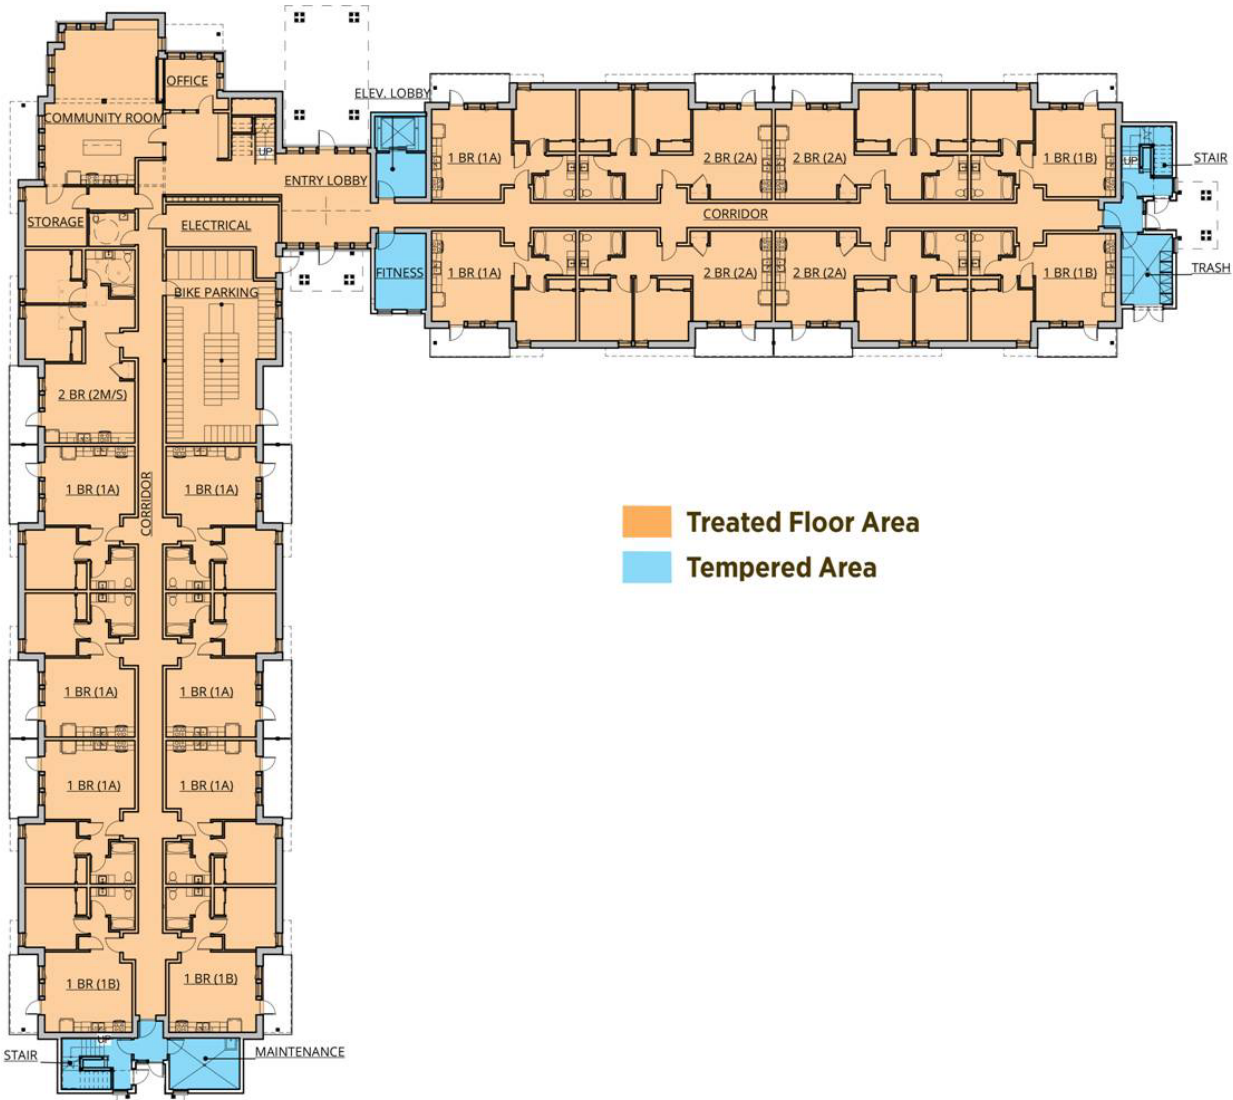 OFFICE
ELEV. LOBBY
COMMUNITY ROOM
UP
ENTRY LOBBY
1 BR (1A)
2 BR (2A)
2 BR (2A)
1 BR (1B)
UP
STAIR
STORAGE
ELECTRICAL
CORRIDOR
FITNESS
1 BR (1A)
2 BR (2A)
2 BR (2A)
1 BR (1B)
TRASH
BIKE PARKING
2 BR (2M/S)
1 BR (1A)
1 BR (1A)
CORRIDOR
Treated Floor Area
Tempered Area
1 BR (1A)
1 BR (1A)
1 BR (1A)
1 BR (1A)
1 BR (1B)
1 BR (1B)
UP
STAIR
MAINTENANCE